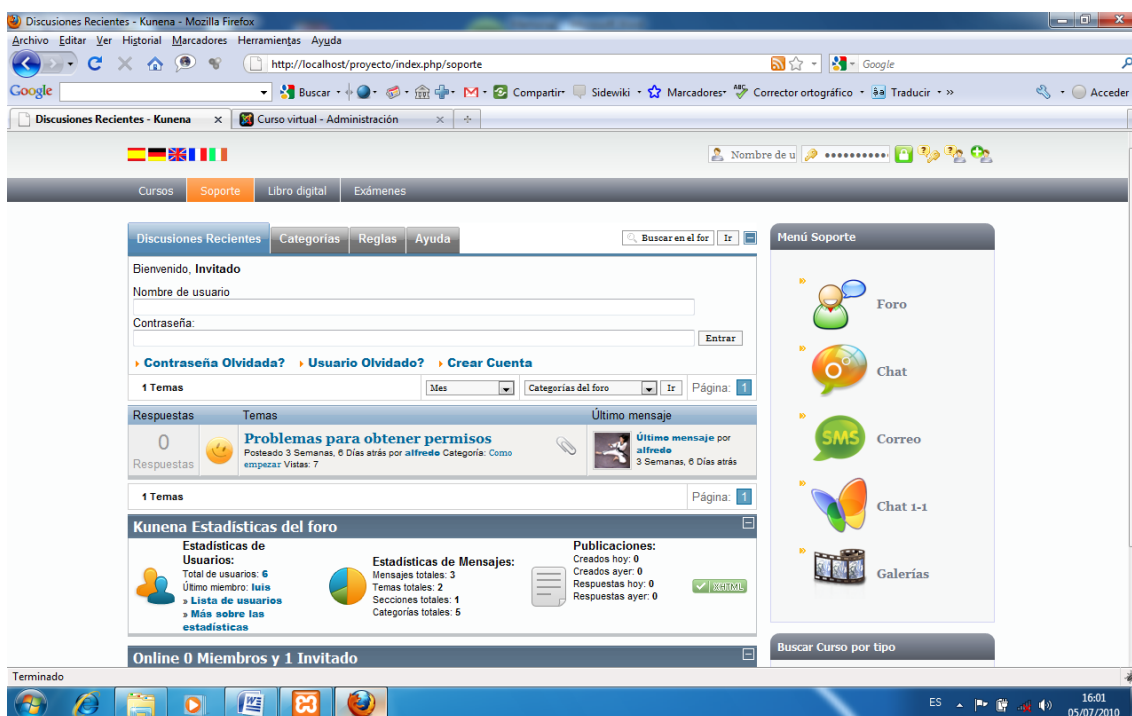 Discusiones Recientes - Kunena - Mozilla Firefox
Archivo Editar Ver Historial Marcadores Herramientas Ayuda
http://localhost/proyecto/index.php/soporte
Google
Google Buscar Compartir Sidewiki Marcadores ABC Corrector ortográfico Traducir » Acceder
Discusiones Recientes - Kunena x Curso virtual - Administración x
Nombre de u
Cursos Soporte Libro digital Exámenes
Discusiones Recientes Categorías Reglas Ayuda Buscar en el for Ir
Menú Soporte
Bienvenido, Invitado
Nombre de usuario
Contraseña:
Entrar
Contraseña Olvidada? Usuario Olvidado? Crear Cuenta
1 Temas Mes Categorías del foro Ir Página: 1
Respuestas Temas Último mensaje
0
Respuestas
Problemas para obtener permisos
Posteado 3 Semanas, 6 Días atrás por alfredo Categoría: Como
empezar Vistas: 7
Último mensaje por
alfredo
3 Semanas, 6 Días atrás
1 Temas Página: 1
Kunena Estadísticas del foro
Estadísticas de
Usuarios:
Total de usuarios: 6
Último miembro: luis
» Lista de usuarios
» Más sobre las
estadísticas
Estadísticas de Mensajes:
Mensajes totales: 3
Temas totales: 2
Secciones totales: 1
Categorías totales: 5
Publicaciones:
Creados hoy: 0
Creados ayer: 0
Respuestas hoy: 0
Respuestas ayer: 0
XHTML
Online 0 Miembros y 1 Invitado
Foro
Chat
SMS
Correo
Chat 1-1
Galerías
Buscar Curso por tipo
Terminado
ES
16:01
05/07/2010